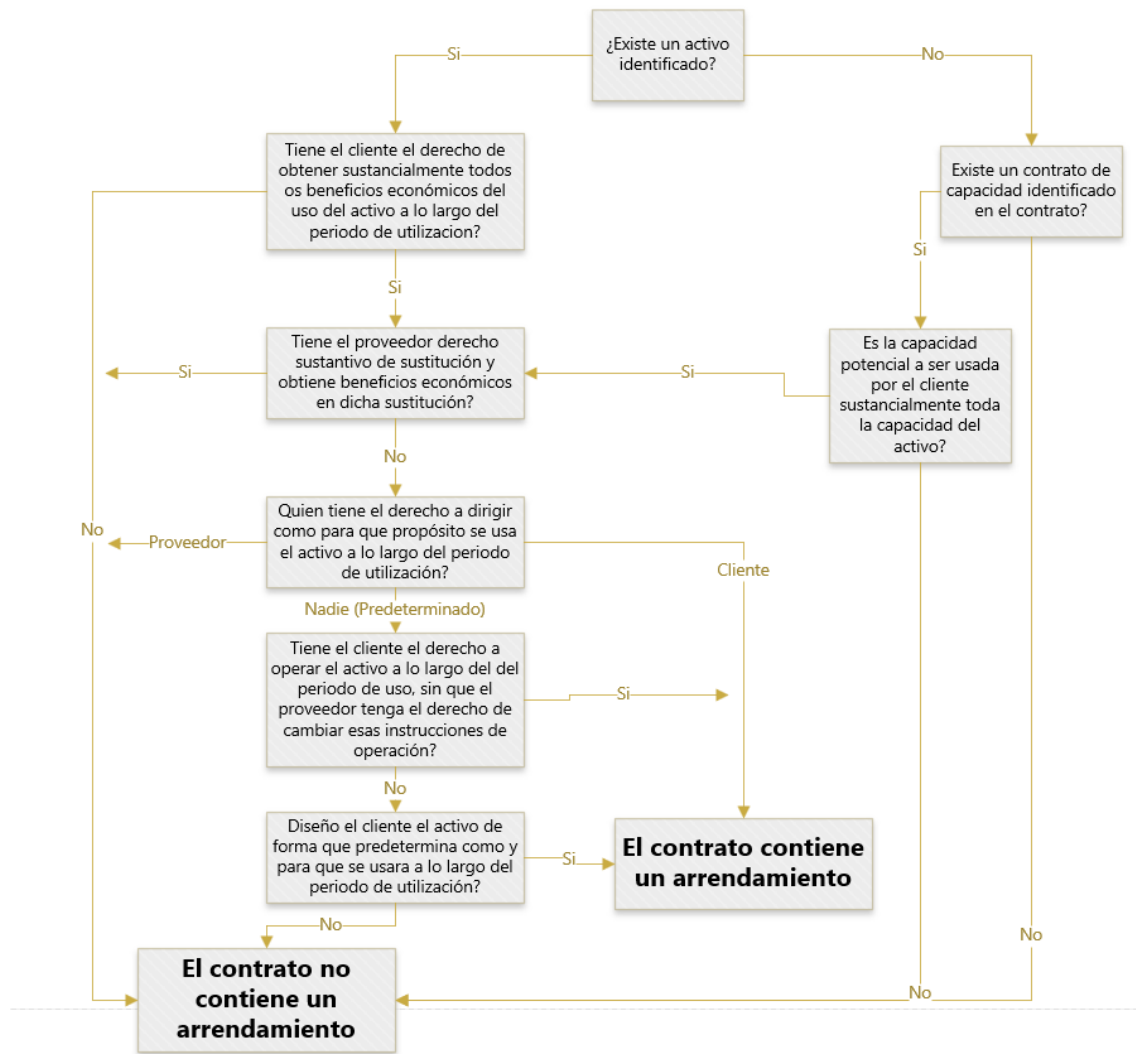 ¿Existe un activo
identificado?
Si
No
Tiene el cliente el derecho de
obtener sustancialmente todos
os beneficios económicos del
uso del activo a lo largo del
periodo de utilizacion?
Existe un contrato de
capacidad identificado
en el contrato?
Si
Si
Tiene el proveedor derecho
sustantivo de sustitución y
obtiene beneficios económicos
en dicha sustitución?
Si
Si
Es la capacidad
potencial a ser usada
por el cliente
sustancialmente toda
la capacidad del
activo?
No
Quien tiene el derecho a dirigir
como para que propósito se usa
el activo a lo largo del periodo
de utilización?
No
Proveedor
Cliente
Nadie (Predeterminado)
Tiene el cliente el derecho a
operar el activo a lo largo del del
periodo de uso, sin que el
proveedor tenga el derecho de
cambiar esas instrucciones de
operación?
Si
No
Diseño el cliente el activo de
forma que predetermina como y
para que se usara a lo largo del
periodo de utilización?
Si
El contrato contiene
un arrendamiento
No
No
No
El contrato no
contiene un
arrendamiento